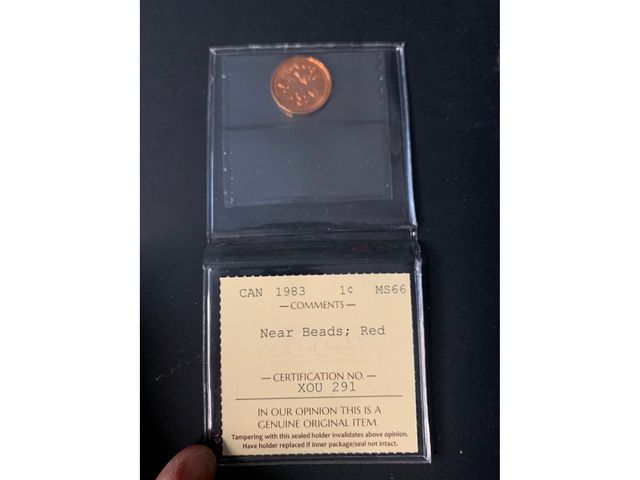 CAN 1983 1¢ MS66
— COMMENTS —
Near Beads; Red
— CERTIFICATION NO. —
XOU 291
IN OUR OPINION THIS IS A
GENUINE ORIGINAL ITEM.
Tampering with this sealed holder invalidates above opinion.
Have holder replaced if inner package/seal not intact.